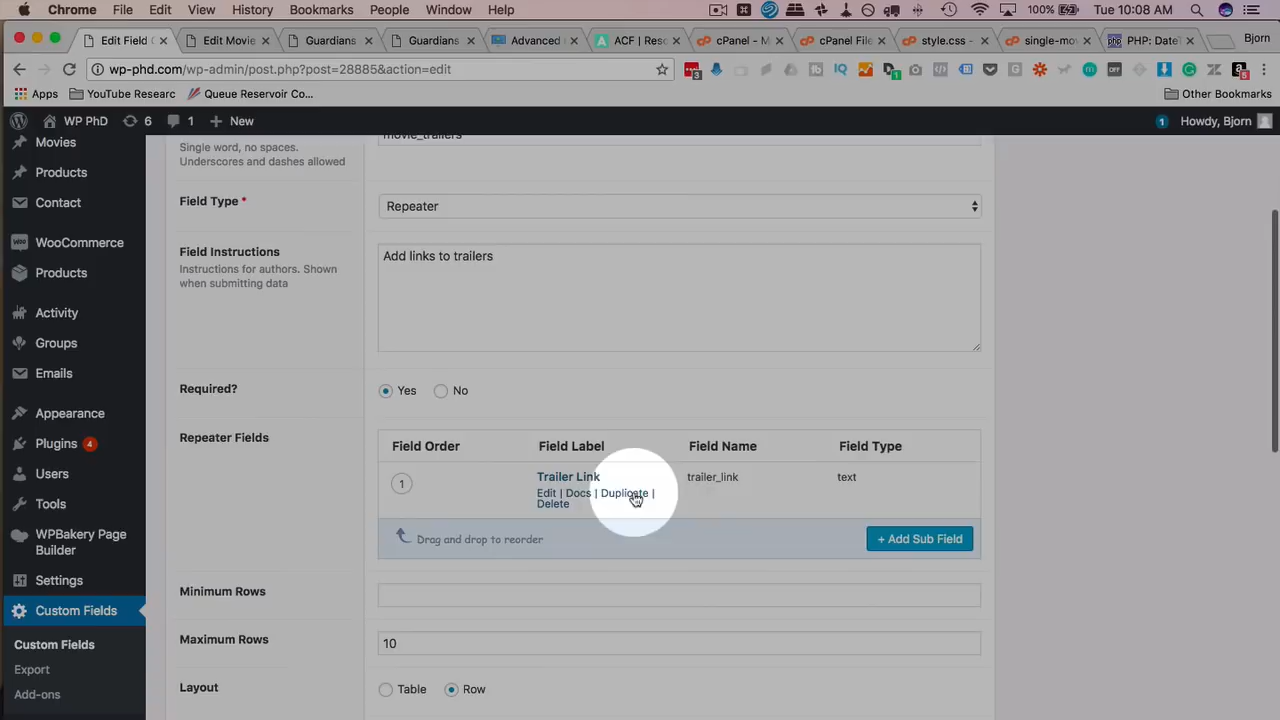 Chrome File Edit View History Bookmarks People Window Help 100% Tue 10:08 AM
Edit Field C Edit Movie Guardians Guardians Advanced ACF | Reso cPanel - M cPanel File style.css - single-mov PHP: DateT Bjorn
wp-phd.com/wp-admin/post.php?post=28885&action=edit
Apps YouTube Researc Queue Reservoir Co... Other Bookmarks
WP PhD 6 1 New 1 Howdy, Bjorn
Movies
Products
Contact
WooCommerce
Products
Activity
Groups
Emails
Appearance
Plugins 4
Users
Tools
WPBakery Page
Builder
Settings
Custom Fields
Custom Fields
Export
Add-ons
movie_trailers
Single word, no spaces.
Underscores and dashes allowed
Field Type *
Repeater
Field Instructions
Instructions for authors. Shown
when submitting data
Add links to trailers
Required?
Yes No
Repeater Fields
Field Order Field Label Field Name Field Type
1 Trailer Link trailer_link text
Edit | Docs | Duplicate |
Delete
Drag and drop to reorder + Add Sub Field
Minimum Rows
Maximum Rows
10
Layout
Table Row